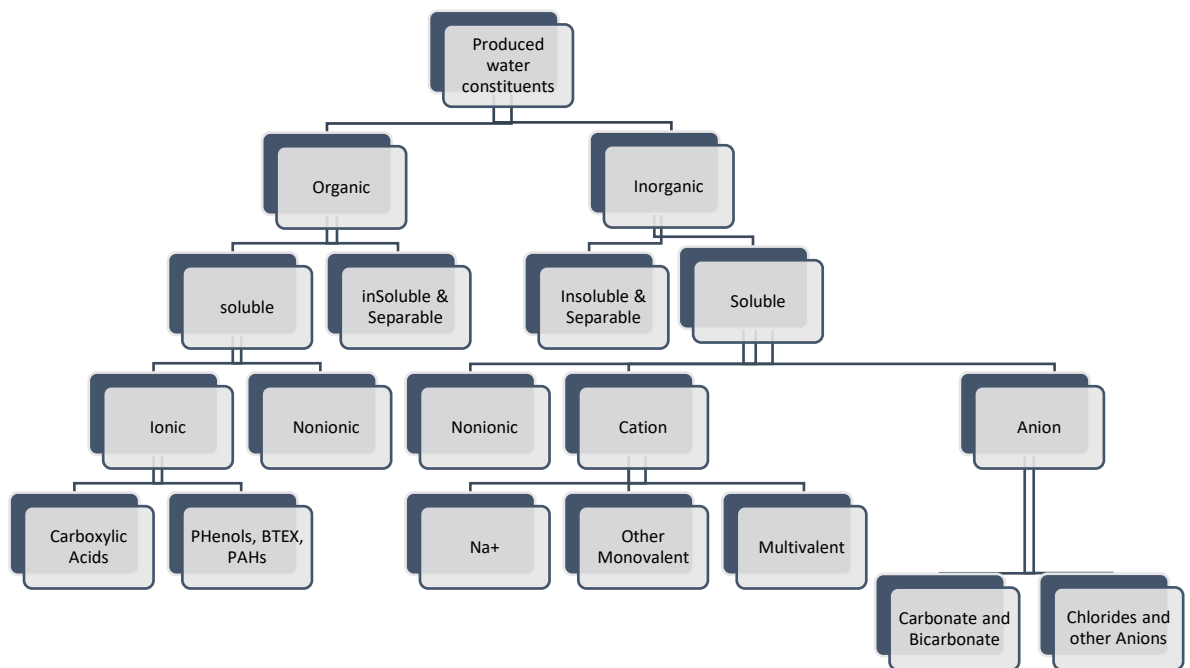 Produced
water
constituents
Organic
Inorganic
soluble
inSoluble &
Separable
Insoluble &
Separable
Soluble
Ionic
Nonionic
Nonionic
Cation
Anion
Carboxylic
Acids
PHenols, BTEX,
PAHs
Na+
Other
Monovalent
Multivalent
Carbonate and
Bicarbonate
Chlorides and
other Anions